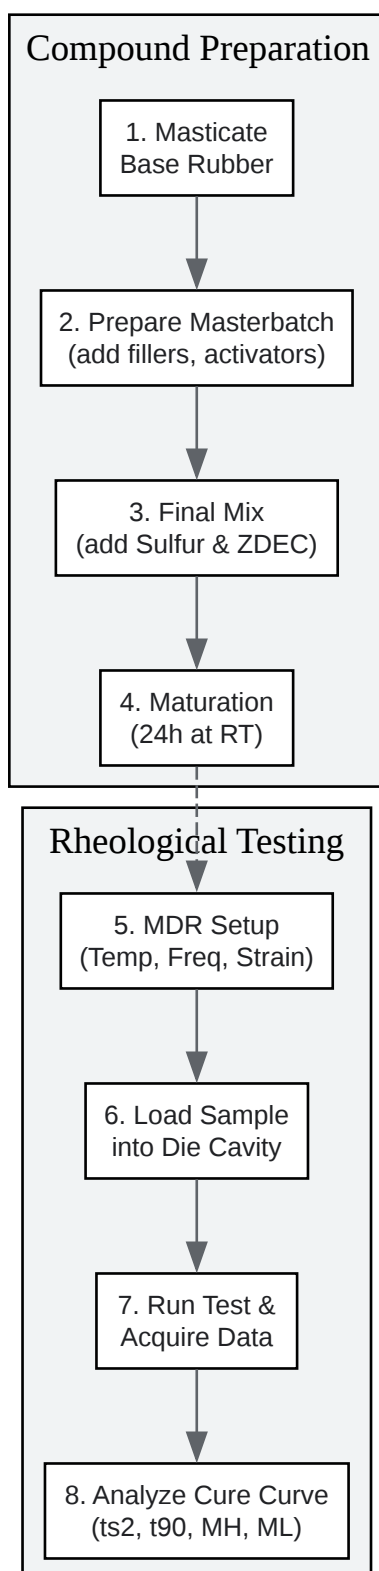 Compound Preparation
1. Masticate
Base Rubber
2. Prepare Masterbatch
(add fillers, activators)
3. Final Mix
(add Sulfur & ZDEC)
4. Maturation
(24h at RT)
Rheological Testing
5. MDR Setup
(Temp, Freq, Strain)
6. Load Sample
into Die Cavity
7. Run Test &
Acquire Data
8. Analyze Cure Curve
(ts2, t90, MH, ML)